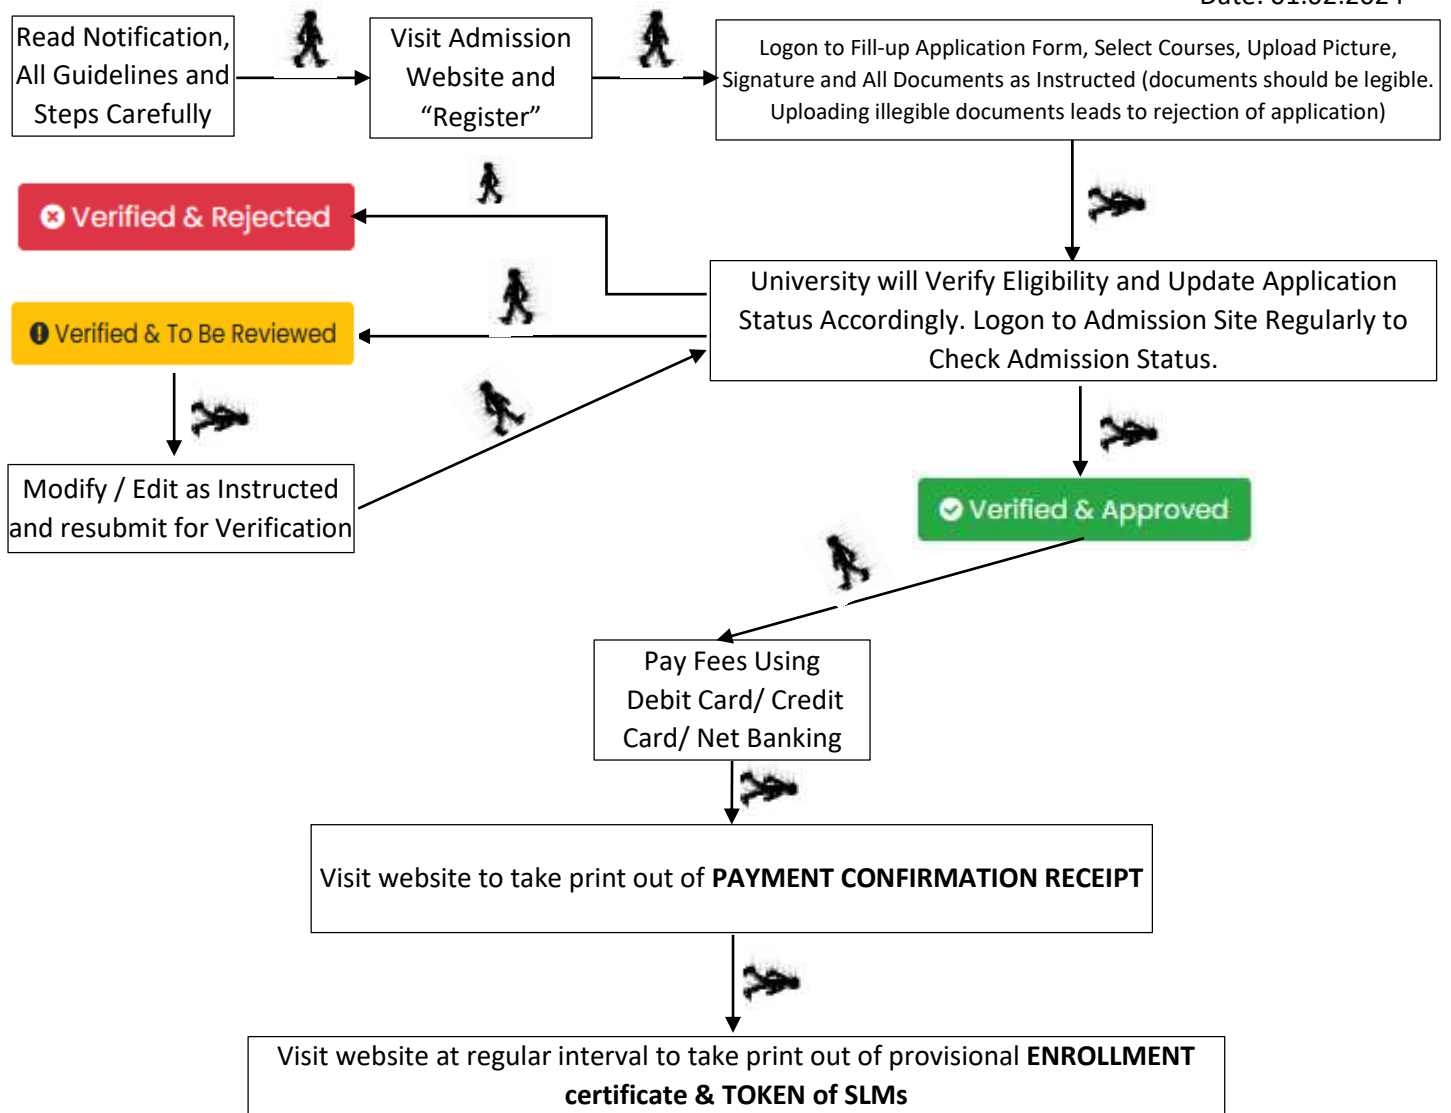 Date: 01.02.2024
Read Notification,
All Guidelines and
Steps Carefully
Visit Admission
Website and
“Register”
Logon to Fill-up Application Form, Select Courses, Upload Picture,
Signature and All Documents as Instructed (documents should be legible.
Uploading illegible documents leads to rejection of application)
Verified & Rejected
University will Verify Eligibility and Update Application
Status Accordingly. Logon to Admission Site Regularly to
Check Admission Status.
Verified & To Be Reviewed
Modify / Edit as Instructed
and resubmit for Verification
Verified & Approved
Pay Fees Using
Debit Card/ Credit
Card/ Net Banking
Visit website to take print out of PAYMENT CONFIRMATION RECEIPT
Visit website at regular interval to take print out of provisional ENROLLMENT
certificate & TOKEN of SLMs